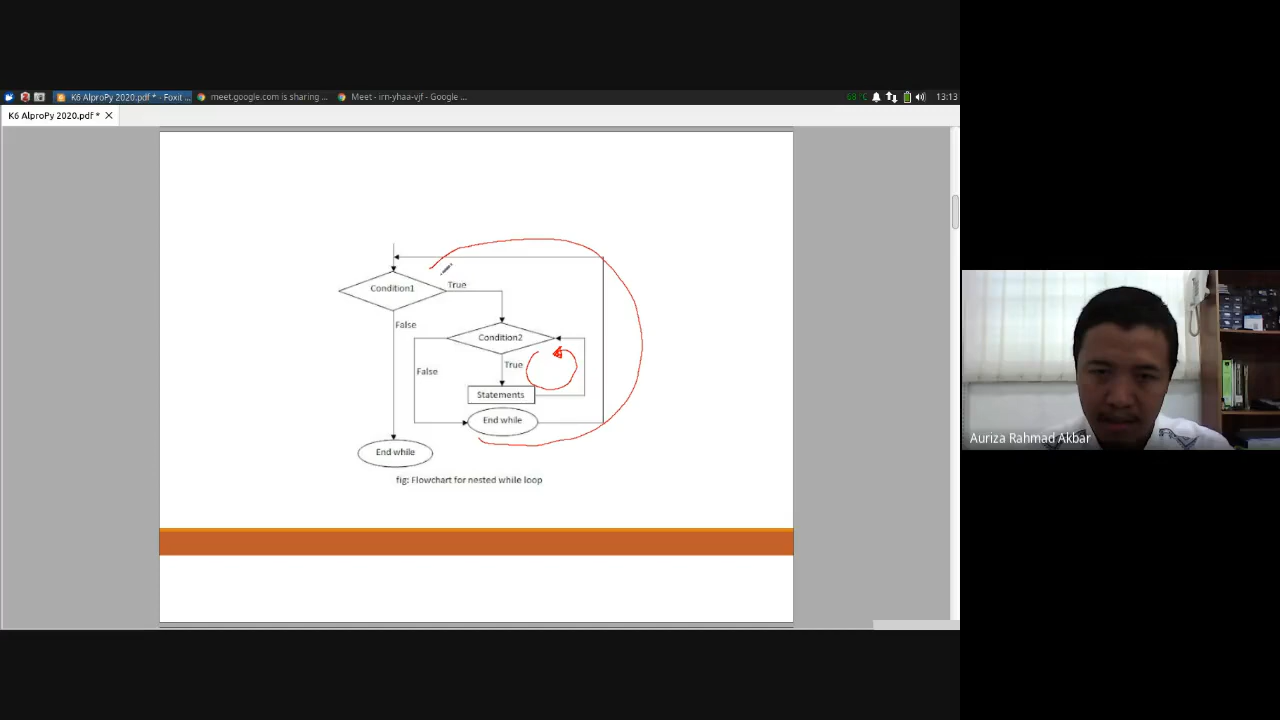 K6 AlproPy 2020.pdf * - Foxit ...
meet.google.com is sharing ...
Meet - irn-yhaa-vjf - Google ...
13:13
K6 AlproPy 2020.pdf *
Condition1
True
False
Condition2
True
False
Statements
End while
End while
fig: Flowchart for nested while loop
Auriza Rahmad Akbar